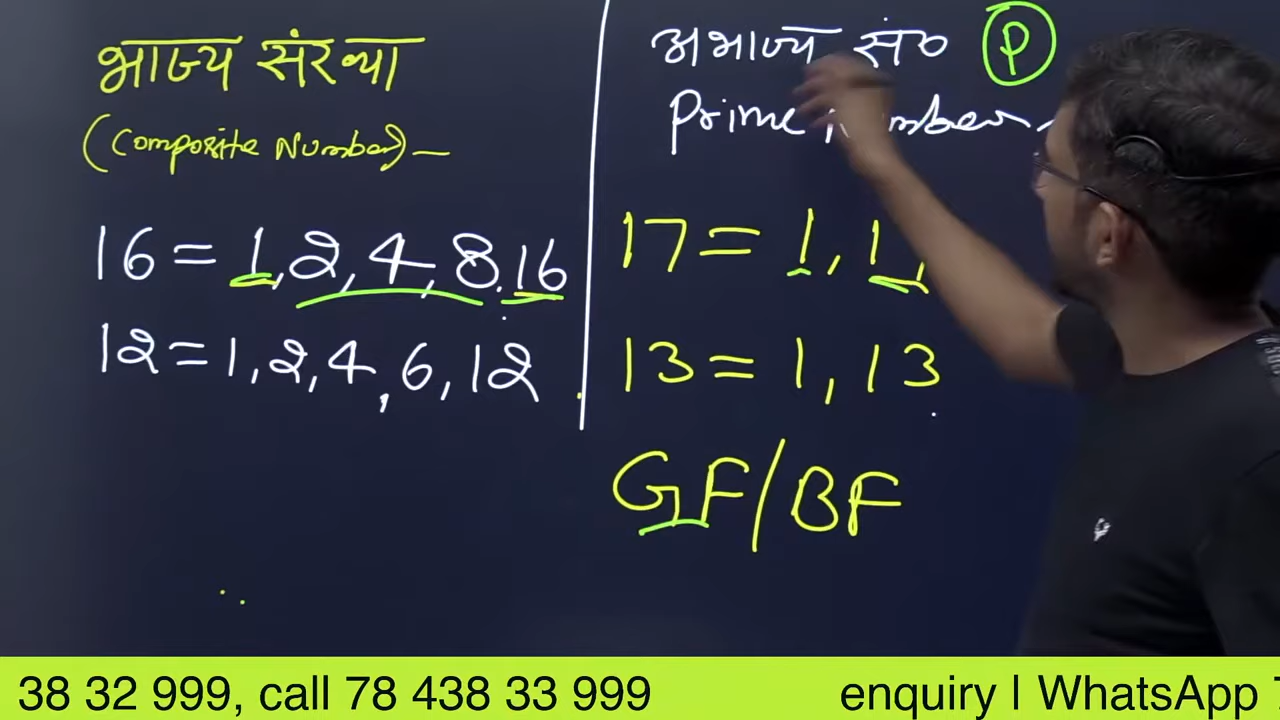 भाज्य संख्या
(Composite Number) –
16 = 1, 2, 4, 8, 16
12 = 1, 2, 4, 6, 12
अभाज्य सं० P
Prime Number
17 = 1, 1
13 = 1, 13
GF/BF
38 32 999, call 78 438 33 999 enquiry | WhatsApp